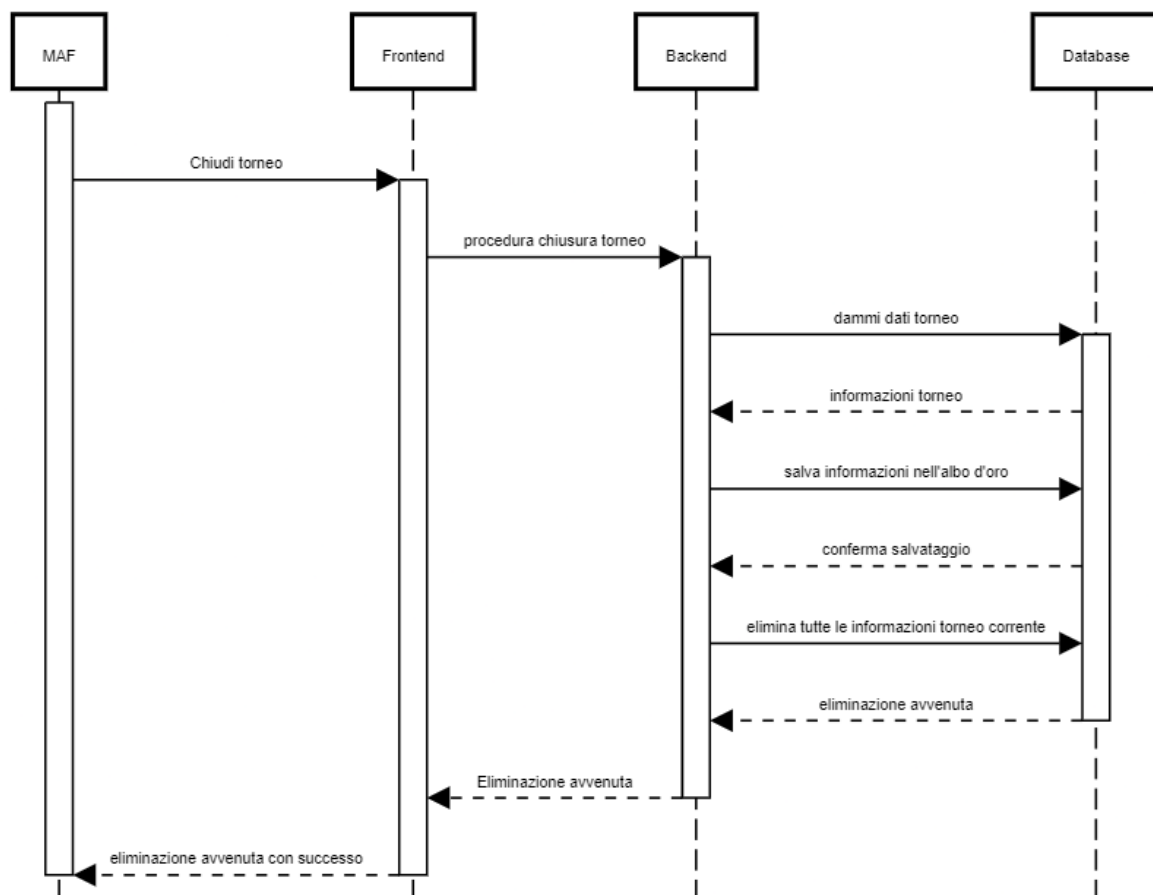 MAF
Frontend
Backend
Database
Chiudi torneo
procedura chiusura torneo
dammi dati torneo
informazioni torneo
salva informazioni nell'albo d'oro
conferma salvataggio
elimina tutte le informazioni torneo corrente
eliminazione avvenuta
Eliminazione avvenuta
eliminazione avvenuta con successo